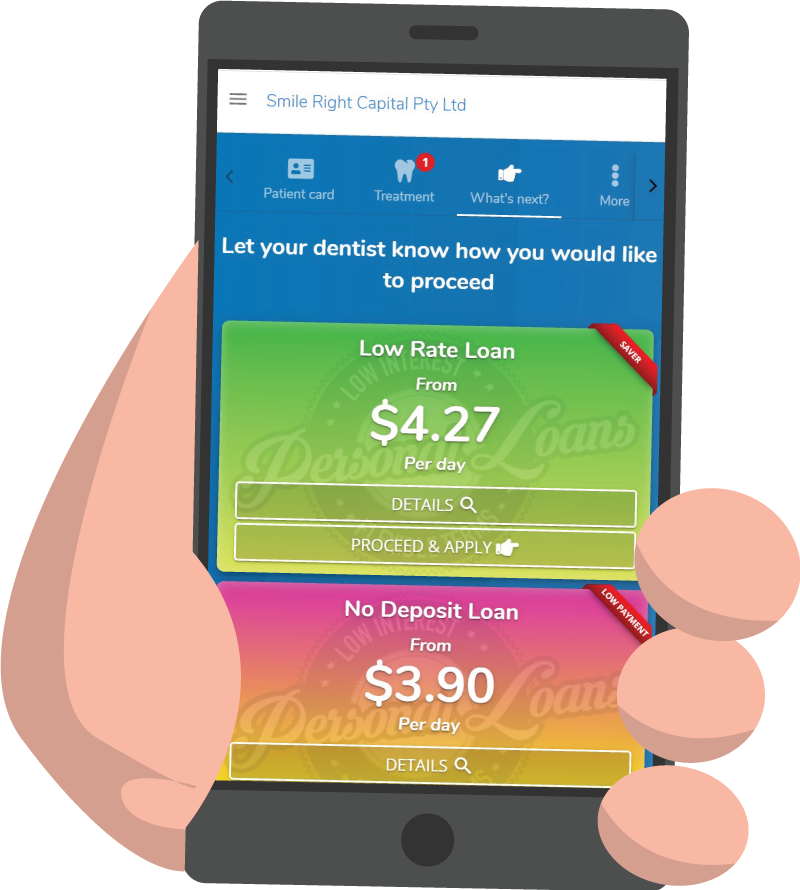 Smile Right Capital Pty Ltd
Patient card
Treatment
1
What's next?
More
Let your dentist know how you would like
to proceed
SAVER
Low Rate Loan
LOW INTEREST
From
$4.27
Personal Loans
Per day
DETAILS
PROCEED & APPLY
LOW PAYMENT
No Deposit Loan
LOW INTEREST
From
$3.90
Personal Loans
Per day
DETAILS